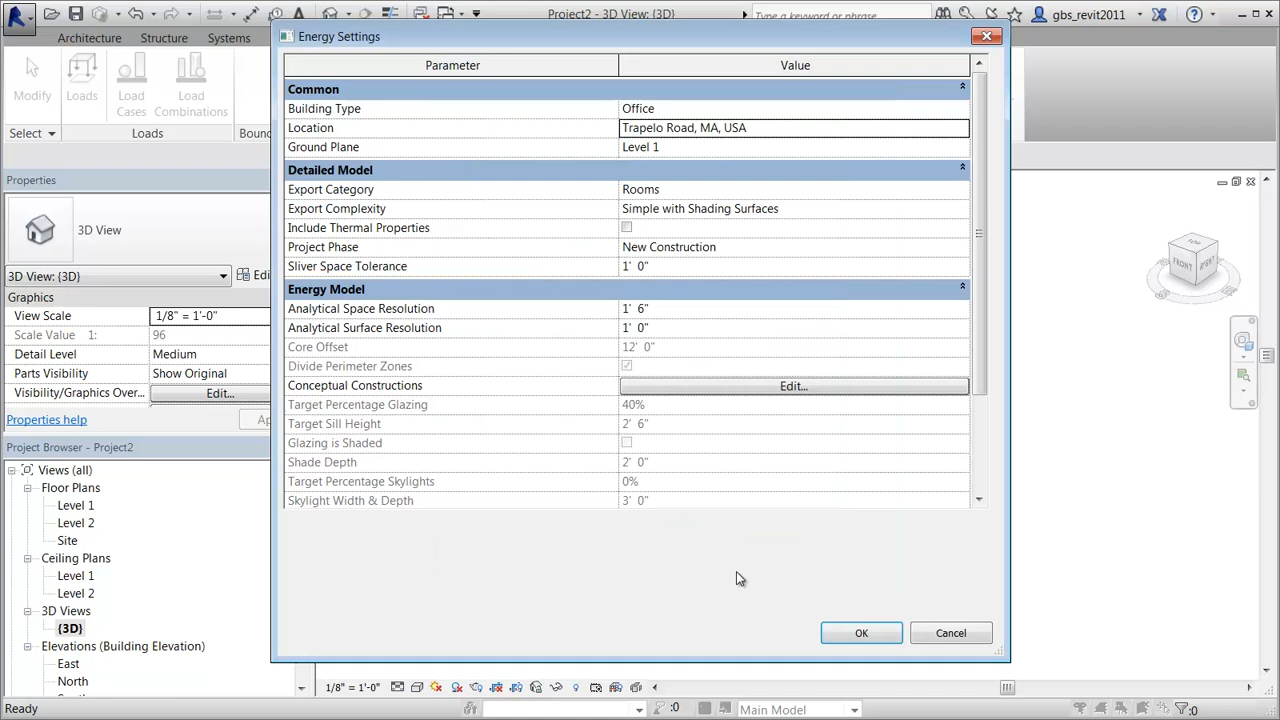 Project2 - 3D View: {3D}
Type a keyword or phrase
gbs_revit2011
Architecture Structure Systems
Modify
Loads
Load Cases
Load Combinations
Select
Loads
Boun
Properties
3D View
3D View: {3D}
Edi
Graphics
View Scale 1/8" = 1'-0"
Scale Value 1: 96
Detail Level Medium
Parts Visibility Show Original
Visibility/Graphics Over... Edit...
Properties help
Ap
Project Browser - Project2
Views (all)
Floor Plans
Level 1
Level 2
Site
Ceiling Plans
Level 1
Level 2
3D Views
{3D}
Elevations (Building Elevation)
East
North
Energy Settings
Parameter Value
Common
Building Type Office
Location Trapelo Road, MA, USA
Ground Plane Level 1
Detailed Model
Export Category Rooms
Export Complexity Simple with Shading Surfaces
Include Thermal Properties
Project Phase New Construction
Sliver Space Tolerance 1' 0"
Energy Model
Analytical Space Resolution 1' 6"
Analytical Surface Resolution 1' 0"
Core Offset 12' 0"
Divide Perimeter Zones
Conceptual Constructions Edit...
Target Percentage Glazing 40%
Target Sill Height 2' 6"
Glazing is Shaded
Shade Depth 2' 0"
Target Percentage Skylights 0%
Skylight Width & Depth 3' 0"
OK Cancel
TOP
FRONT RIGHT
1/8" = 1'-0"
Ready
:0
Main Model
:0